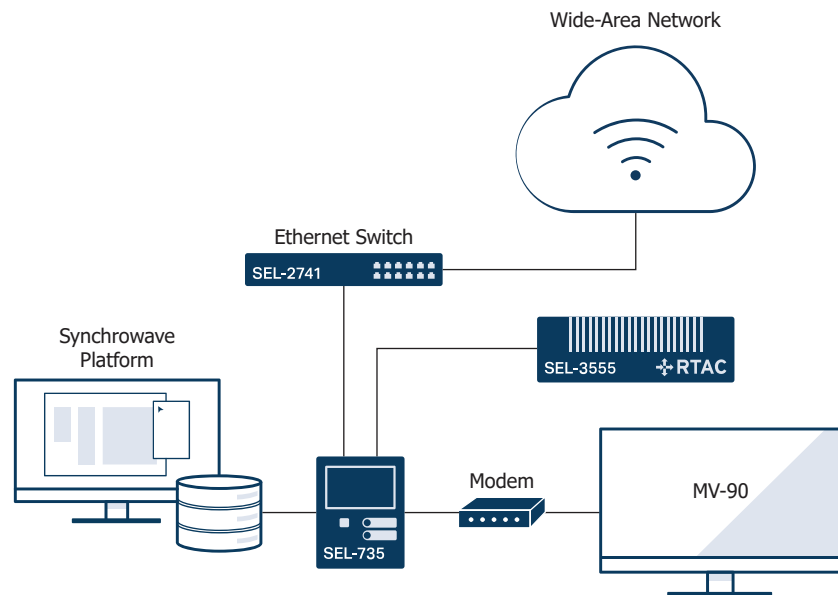 Wide-Area Network
Ethernet Switch
SEL-2741
Synchrowave
Platform
SEL-3555
RTAC
Modem
MV-90
SEL-735